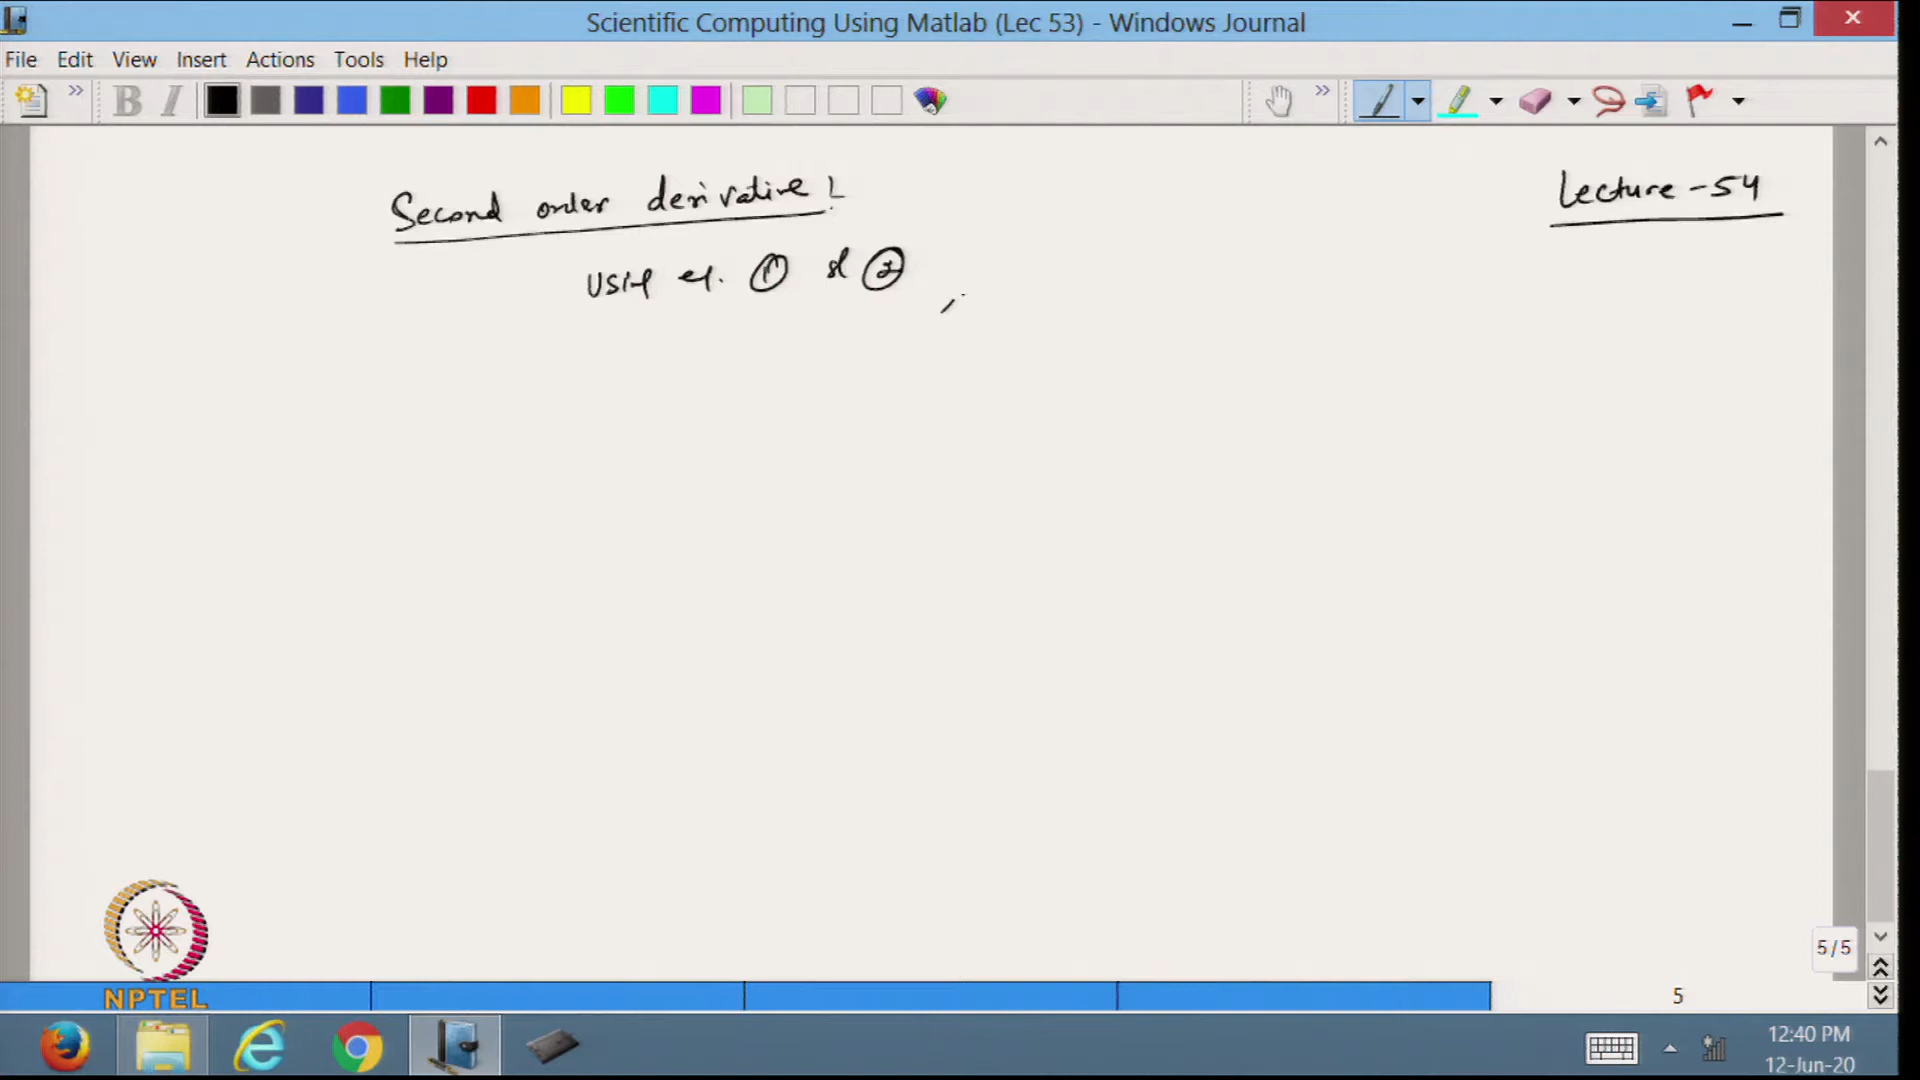 Scientific Computing Using Matlab (Lec 53) - Windows Journal
File Edit View Insert Actions Tools Help
B I
Second order derivative :
Lecture - 54
using eq. ① & ②
5/5
NPTEL
5
12:40 PM
12-Jun-20